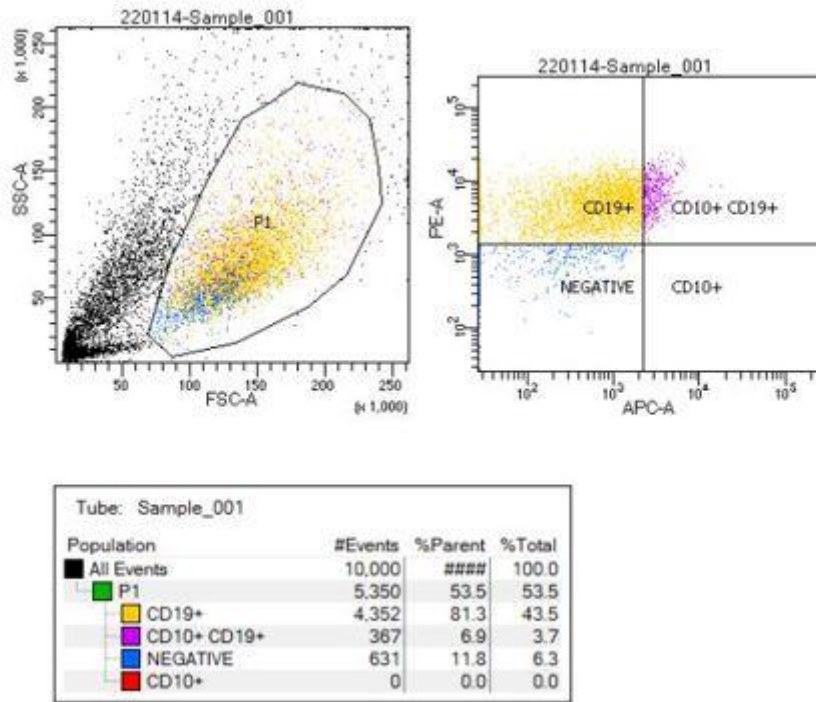 220114-Sample_001
(x 1,000)
250
200
150
100
50
SSC-A
P1
50 100 150 200 250
FSC-A
(x 1,000)
220114-Sample_001
10^5
10^4
10^3
10^2
PE-A
CD19+ CD10+ CD19+
NEGATIVE CD10+
10^2 10^3 10^4 10^5
APC-A
Tube: Sample_001
Population #Events %Parent %Total
All Events 10,000 #### 100.0
P1 5,350 53.5 53.5
CD19+ 4,352 81.3 43.5
CD10+ CD19+ 367 6.9 3.7
NEGATIVE 631 11.8 6.3
CD10+ 0 0.0 0.0